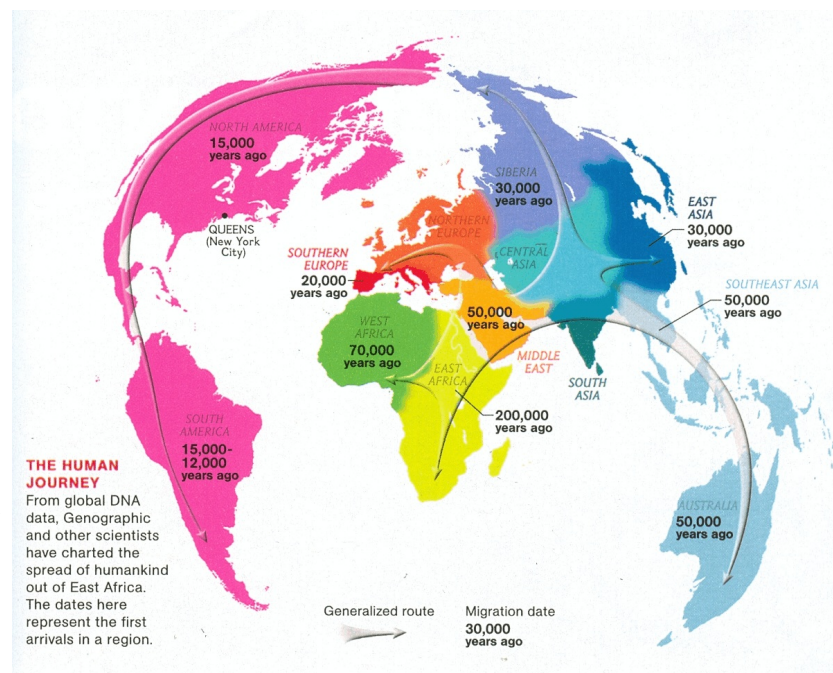 NORTH AMERICA
15,000
years ago
QUEENS
(New York
City)
SIBERIA
30,000
years ago
EAST
ASIA
30,000
years ago
NORTHERN
EUROPE
SOUTHERN
EUROPE
20,000
years ago
CENTRAL
ASIA
SOUTHEAST ASIA
50,000
years ago
50,000
years ago
MIDDLE
EAST
WEST
AFRICA
70,000
years ago
EAST
AFRICA
200,000
years ago
SOUTH
ASIA
SOUTH
AMERICA
15,000-
12,000
years ago
AUSTRALIA
50,000
years ago
THE HUMAN
JOURNEY
From global DNA
data, Genographic
and other scientists
have charted the
spread of humankind
out of East Africa.
The dates here
represent the first
arrivals in a region.
Generalized route
Migration date
30,000
years ago